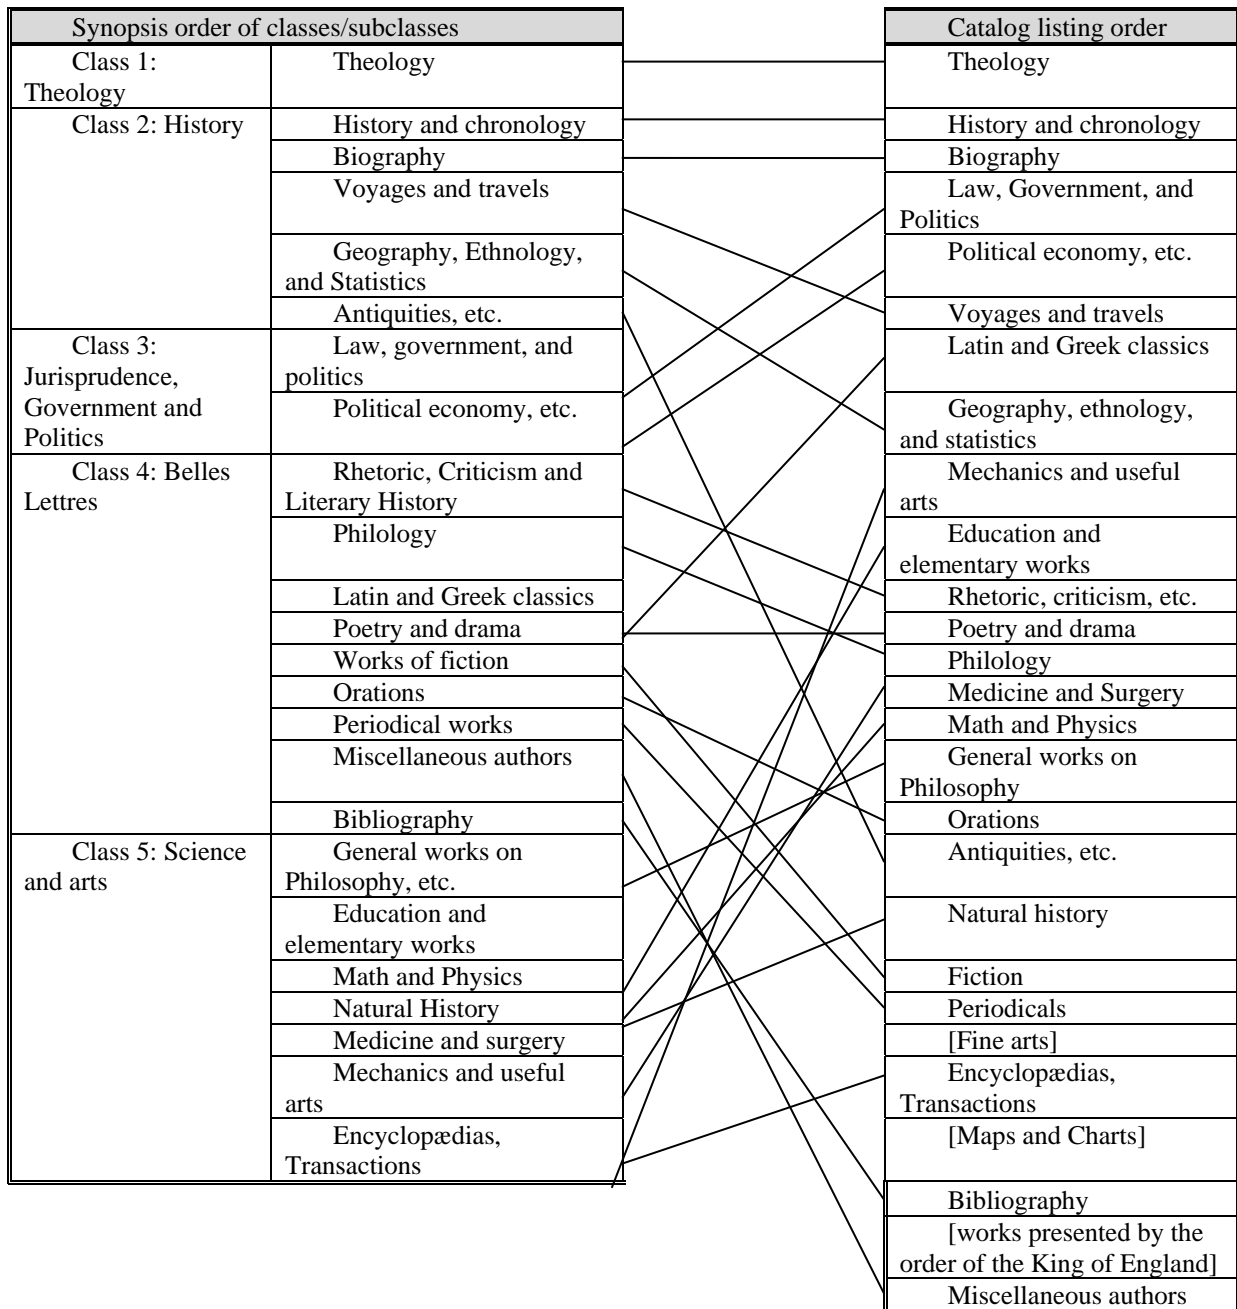 Synopsis order of classes/subclasses
Class 1:
Theology
Theology
Class 2: History
History and chronology
Biography
Voyages and travels
Geography, Ethnology,
and Statistics
Antiquities, etc.
Class 3:
Jurisprudence,
Government and
Politics
Law, government, and
politics
Political economy, etc.
Class 4: Belles
Lettres
Rhetoric, Criticism and
Literary History
Philology
Latin and Greek classics
Poetry and drama
Works of fiction
Orations
Periodical works
Miscellaneous authors
Bibliography
Class 5: Science
and arts
General works on
Philosophy, etc.
Education and
elementary works
Math and Physics
Natural History
Medicine and surgery
Mechanics and useful
arts
Encyclopædias,
Transactions
Catalog listing order
Theology
History and chronology
Biography
Law, Government, and
Politics
Political economy, etc.
Voyages and travels
Latin and Greek classics
Geography, ethnology,
and statistics
Mechanics and useful
arts
Education and
elementary works
Rhetoric, criticism, etc.
Poetry and drama
Philology
Medicine and Surgery
Math and Physics
General works on
Philosophy
Orations
Antiquities, etc.
Natural history
Fiction
Periodicals
[Fine arts]
Encyclopædias,
Transactions
[Maps and Charts]
Bibliography
[works presented by the
order of the King of England]
Miscellaneous authors